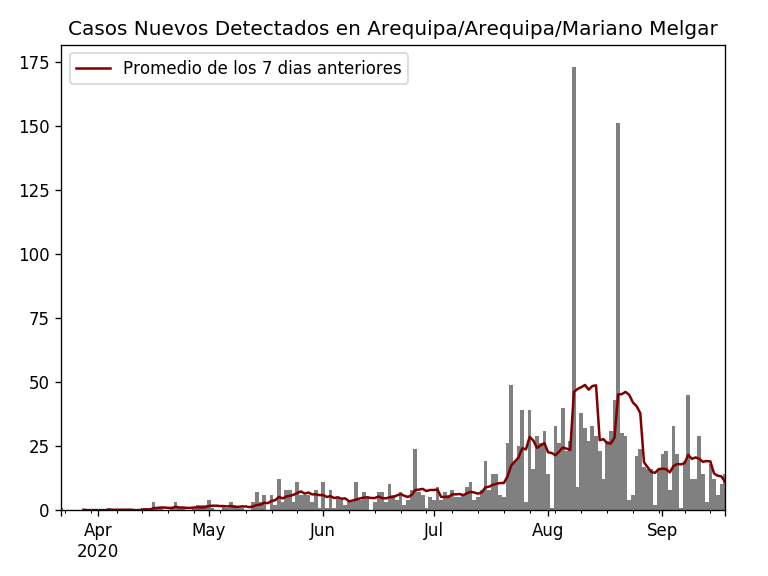 Casos Nuevos Detectados en Arequipa/Arequipa/Mariano Melgar
Promedio de los 7 dias anteriores
175
150
125
100
75
50
25
0
Apr
2020
May
Jun
Jul
Aug
Sep